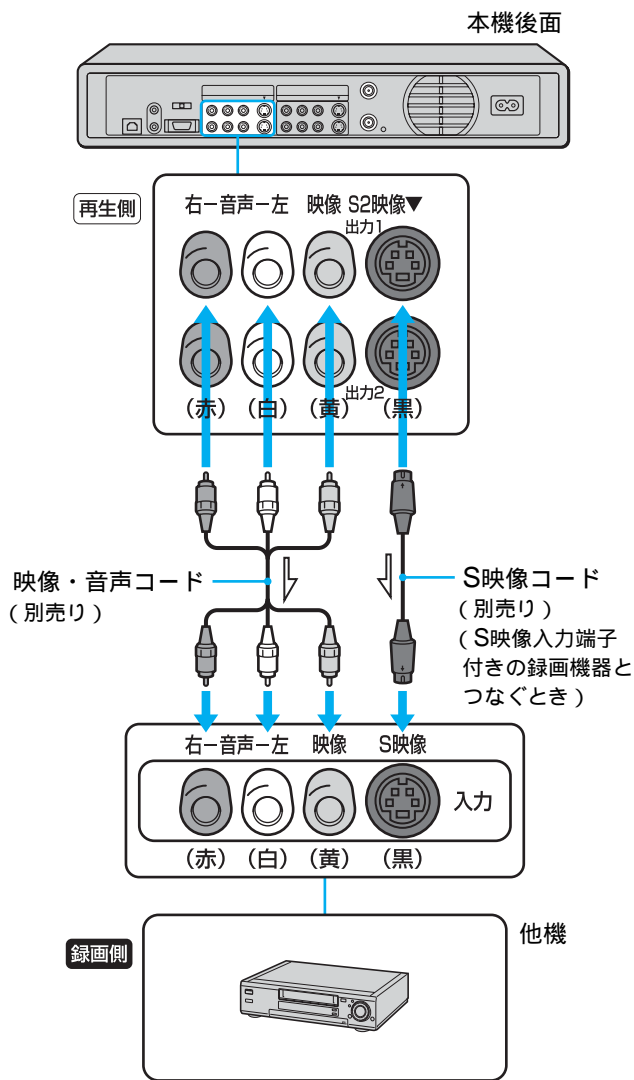 本機後面
再生側
右ー音声ー左 映像 S2映像▼
出力1
出力2
(赤) (白) (黄) (黒)
映像・音声コード
(別売り)
S映像コード
(別売り)
(S映像入力端子
付きの録画機器と
つなぐとき)
右ー音声ー左 映像 S映像
入力
(赤) (白) (黄) (黒)
録画側
他機